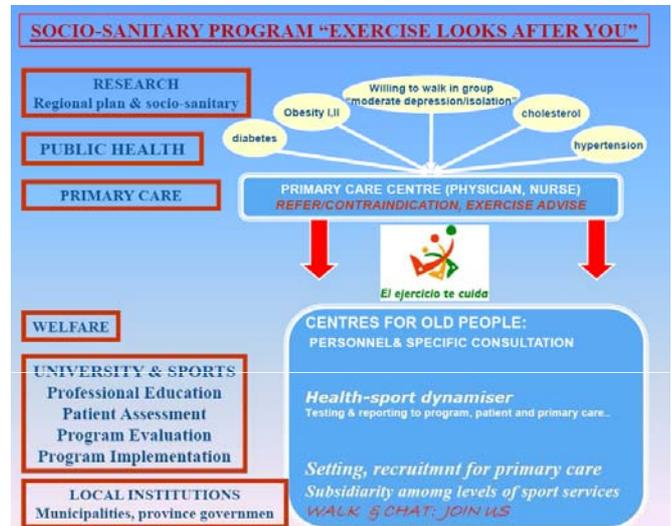 SOCIO-SANITARY PROGRAM “EXERCISE LOOKS AFTER YOU”
RESEARCH
Regional plan & socio-sanitary
PUBLIC HEALTH
PRIMARY CARE
diabetes
Obesity I,II
Willing to walk in group
“moderate depression/isolation”
cholesterol
hypertension
PRIMARY CARE CENTRE (PHYSICIAN, NURSE)
REFER/CONTRAINDICATION, EXERCISE ADVISE
El ejercicio te cuida
WELFARE
UNIVERSITY & SPORTS
Professional Education
Patient Assessment
Program Evaluation
Program Implementation
LOCAL INSTITUTIONS
Municipalities, province governmen
CENTRES FOR OLD PEOPLE:
PERSONNEL& SPECIFIC CONSULTATION
Health-sport dynamiser
Testing & reporting to program, patient and primary care..
Setting, recruitmnt for primary care
Subsidiarity amomg levels of sport services
WALK & CHAT: JOIN US